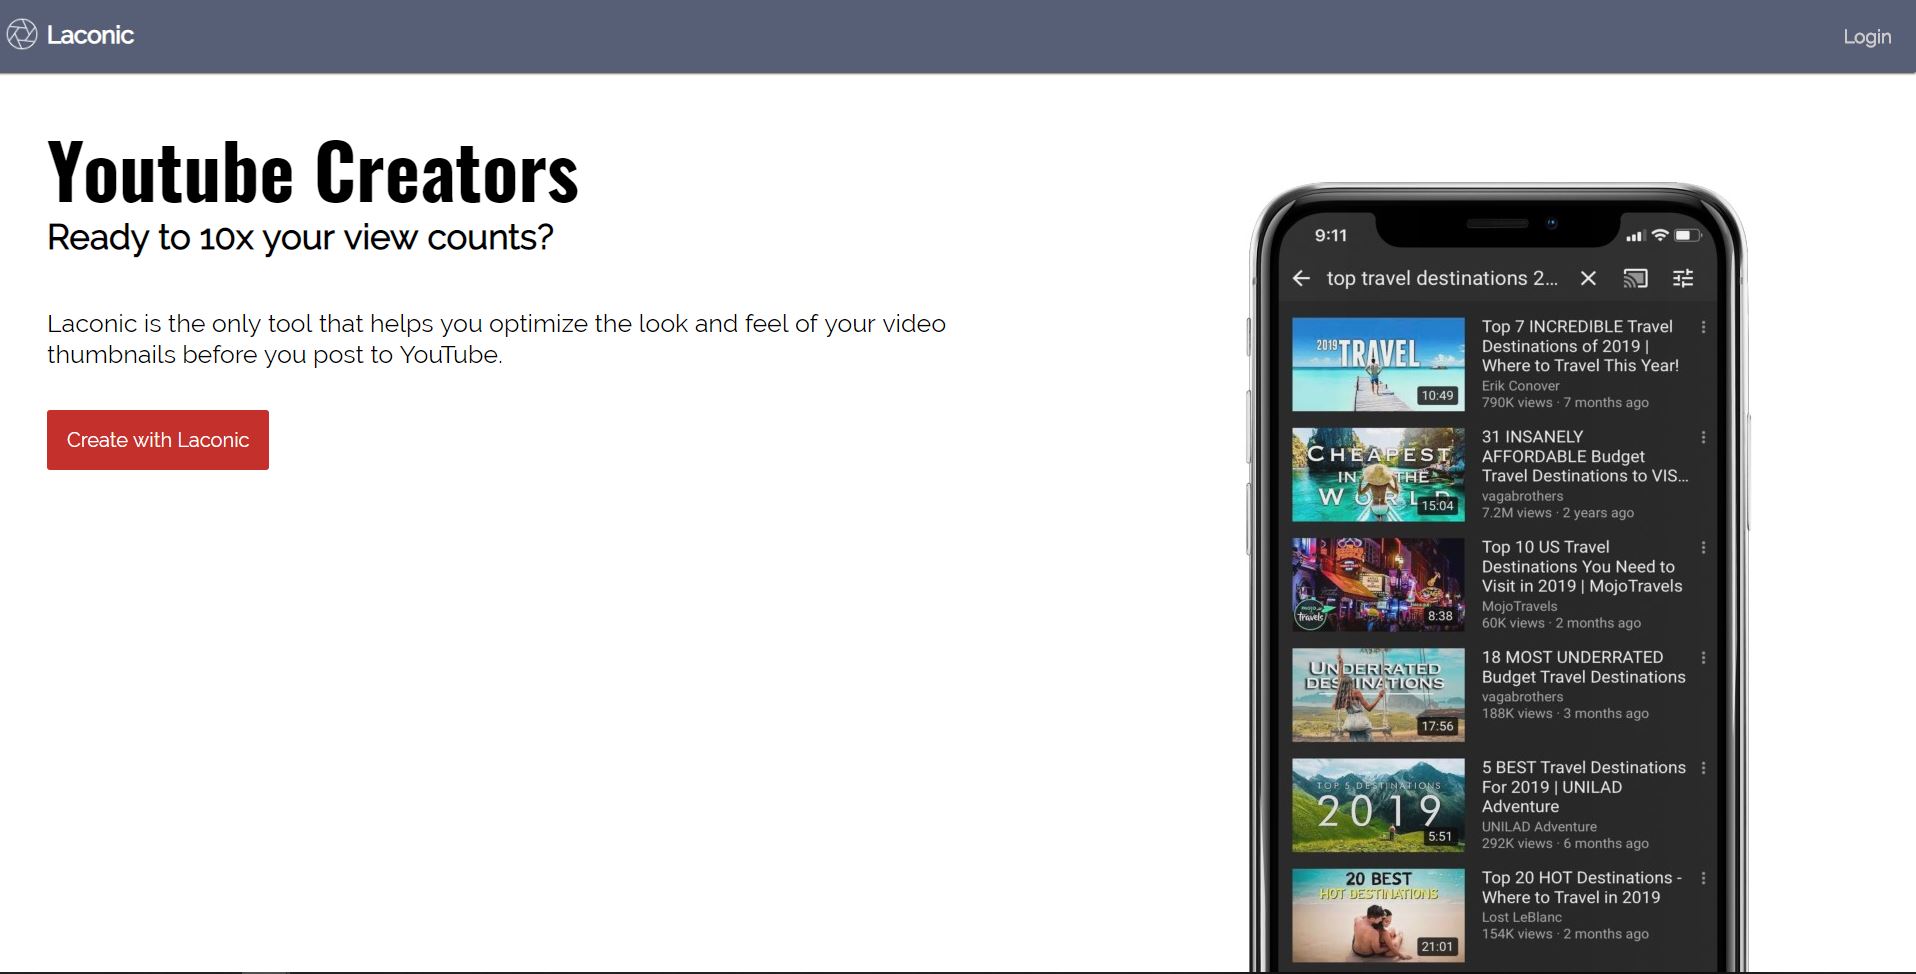 Laconic
Login
Youtube Creators
Ready to 10x your view counts?
Laconic is the only tool that helps you optimize the look and feel of your video
thumbnails before you post to YouTube.
Create with Laconic
9:11
top travel destinations 2...
2019 TRAVEL
10:49
Top 7 INCREDIBLE Travel
Destinations of 2019 |
Where to Travel This Year!
Erik Conover
790K views · 7 months ago
CHEAPEST
IN THE
WORLD
15:04
31 INSANELY
AFFORDABLE Budget
Travel Destinations to VIS...
vagabrothers
7.2M views · 2 years ago
mojo
travels
8:38
Top 10 US Travel
Destinations You Need to
Visit in 2019 | MojoTravels
MojoTravels
60K views · 2 months ago
UNDERRATED
DESTINATIONS
17:56
18 MOST UNDERRATED
Budget Travel Destinations
vagabrothers
188K views · 3 months ago
TOP 5 DESTINATIONS
2019
5:51
5 BEST Travel Destinations
For 2019 | UNILAD
Adventure
UNILAD Adventure
292K views · 6 months ago
20 BEST
HOT DESTINATIONS
21:01
Top 20 HOT Destinations -
Where to Travel in 2019
Lost LeBlanc
154K views · 2 months ago